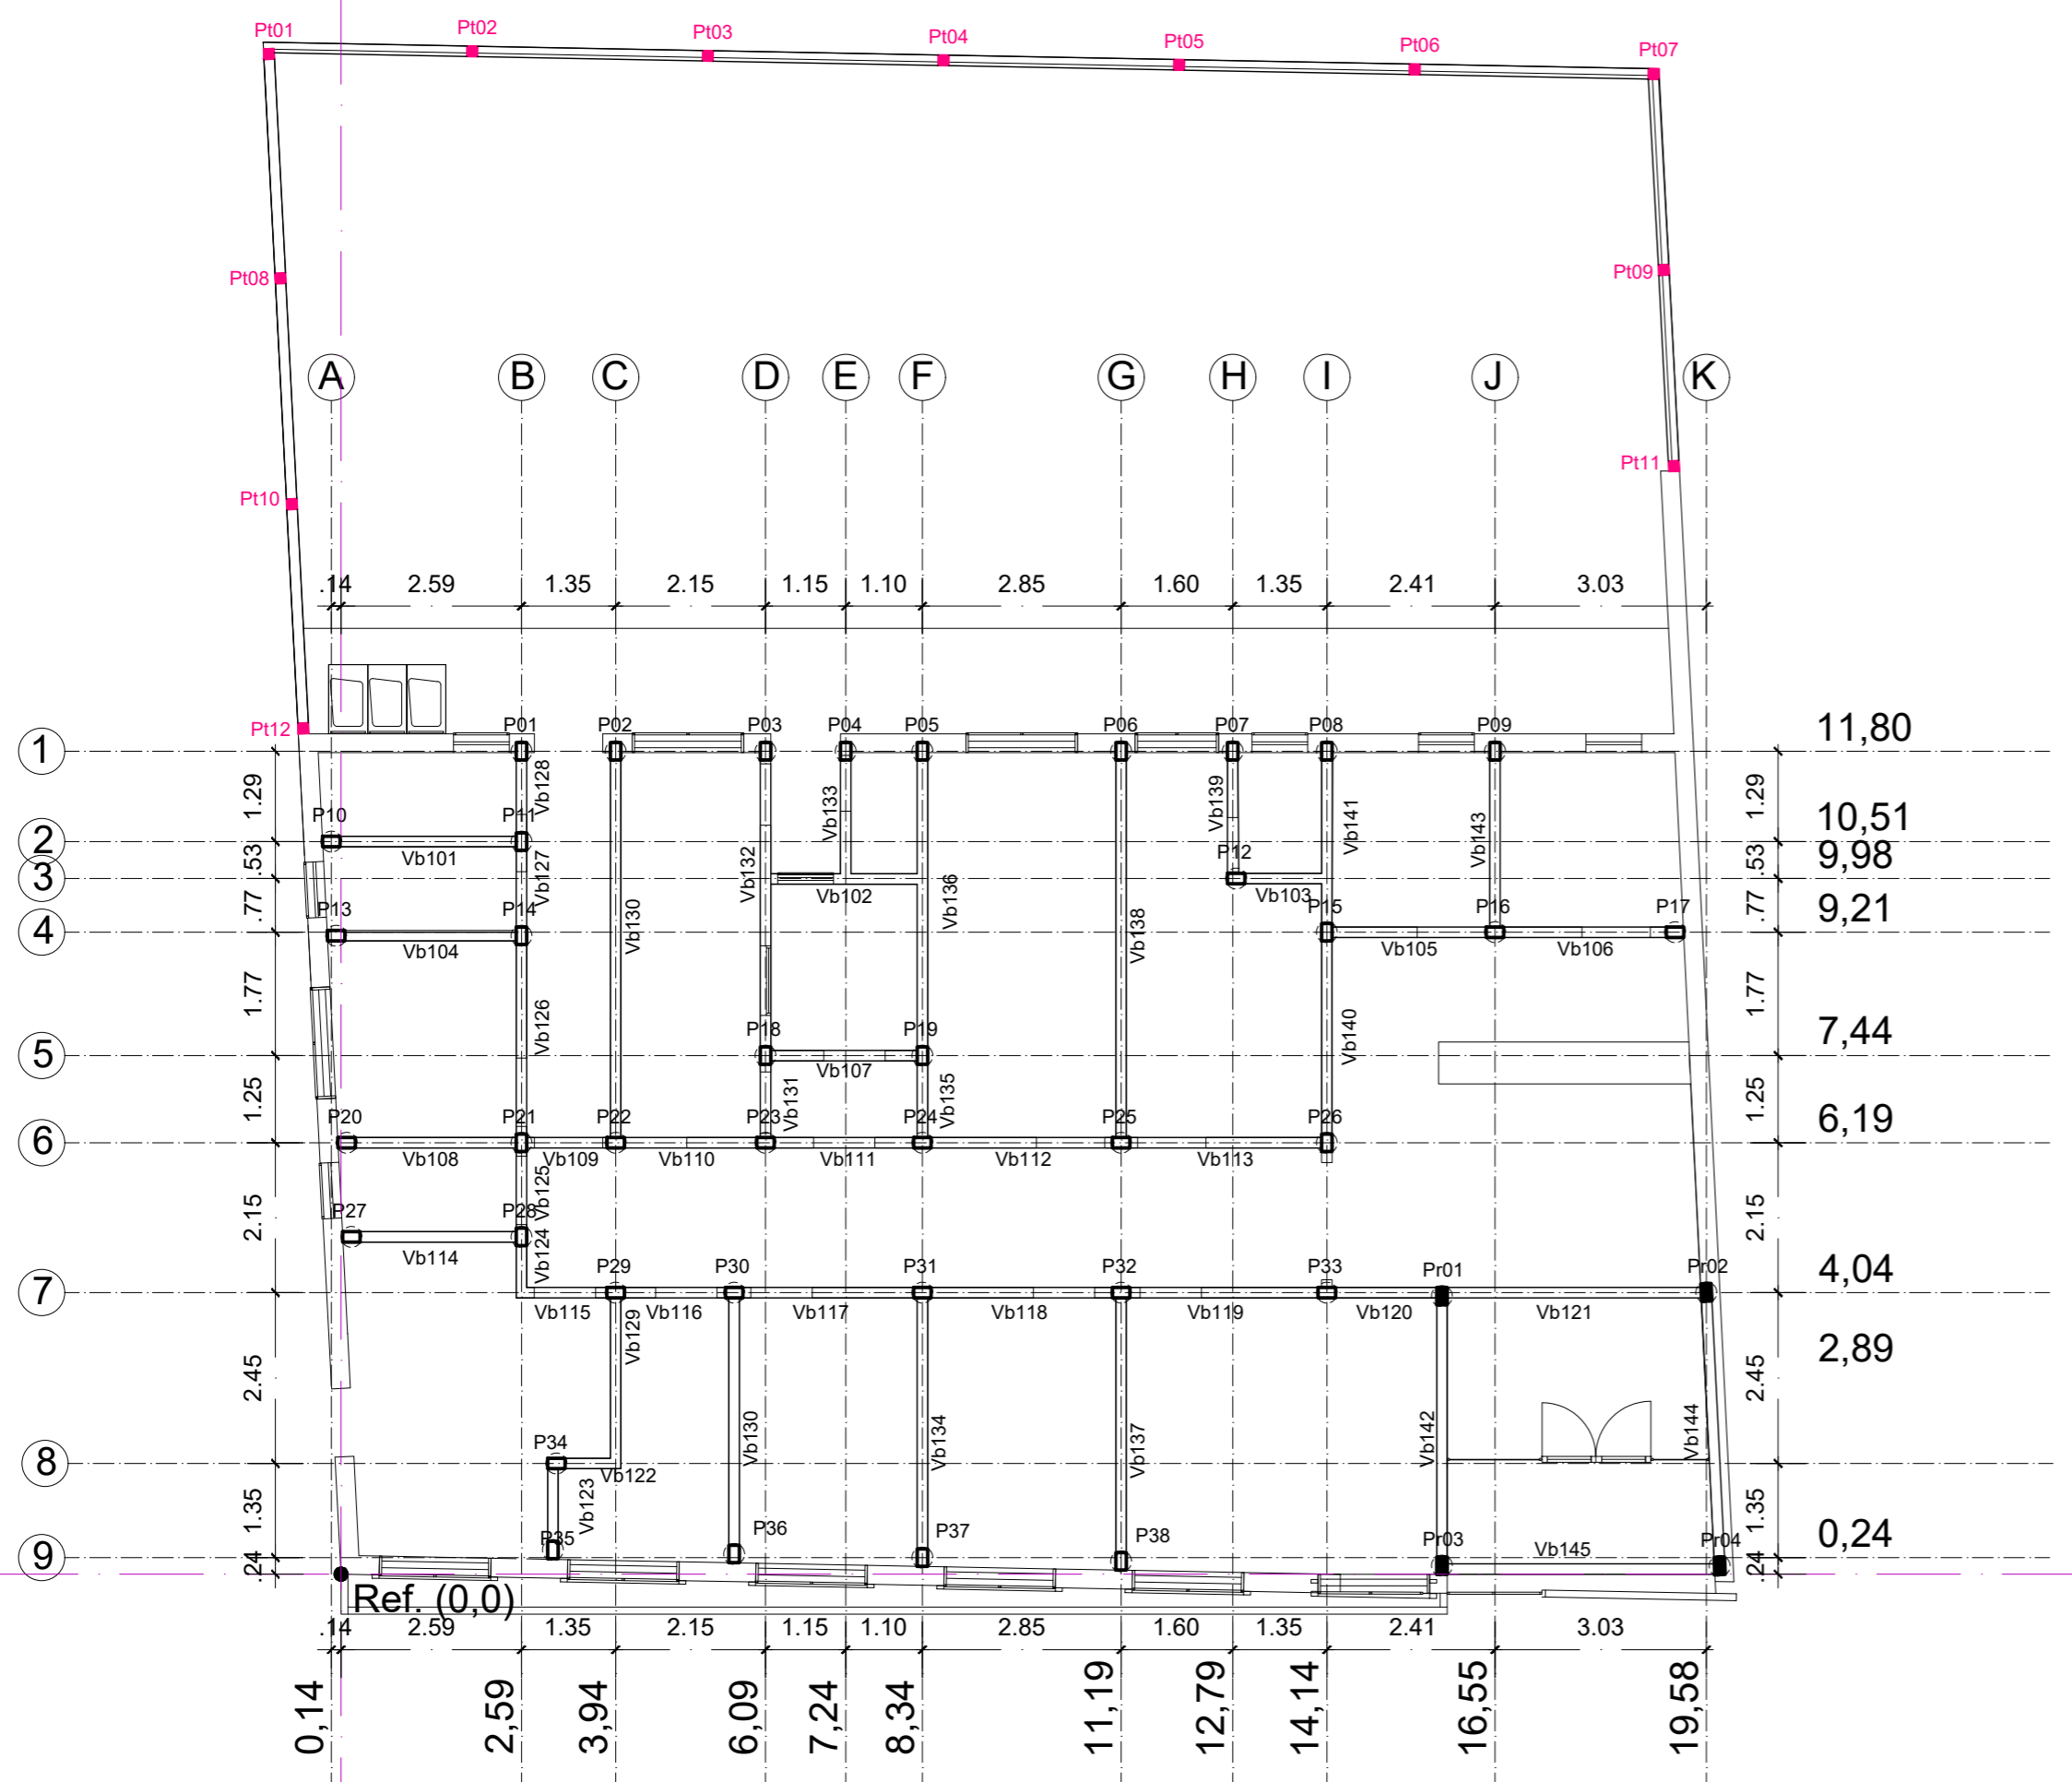 Pt01
Pt02
Pt03
Pt04
Pt05
Pt06
Pt07
Pt08
Pt09
Pt10
Pt11
Pt12
A
B
C
D
E
F
G
H
I
J
K
.14
2.59
1.35
2.15
1.15
1.10
2.85
1.60
1.35
2.41
3.03
P01
P02
P03
P04
P05
P06
P07
P08
P09
1
11,80
1.29
Vb128
Vb133
Vb139
Vb141
Vb143
1.29
P10
P11
2
10,51
Vb101
.53
Vb127
Vb132
P12
.53
3
9,98
Vb102
Vb103
.77
Vb130
Vb136
Vb138
.77
P13
P14
P15
P16
P17
4
9,21
Vb104
Vb105
Vb106
1.77
Vb126
Vb140
1.77
P18
P19
5
7,44
Vb107
1.25
Vb131
Vb135
1.25
P20
P21
P22
P23
P24
P25
P26
6
6,19
Vb108
Vb109
Vb110
Vb111
Vb112
Vb113
2.15
Vb125
2.15
P27
P28
Vb114
Vb124
P29
P30
P31
P32
P33
Pr01
Pr02
7
4,04
Vb115
Vb116
Vb117
Vb118
Vb119
Vb120
Vb121
Vb129
2,89
2.45
2.45
Vb130
Vb134
Vb137
Vb142
Vb144
P34
8
Vb122
1.35
Vb123
1.35
P35
P36
P37
P38
Pr03
Pr04
9
0,24
Vb145
.24
.24
Ref. (0,0)
.14
2.59
1.35
2.15
1.15
1.10
2.85
1.60
1.35
2.41
3.03
0,14
2,59
3,94
6,09
7,24
8,34
11,19
12,79
14,14
16,55
19,58